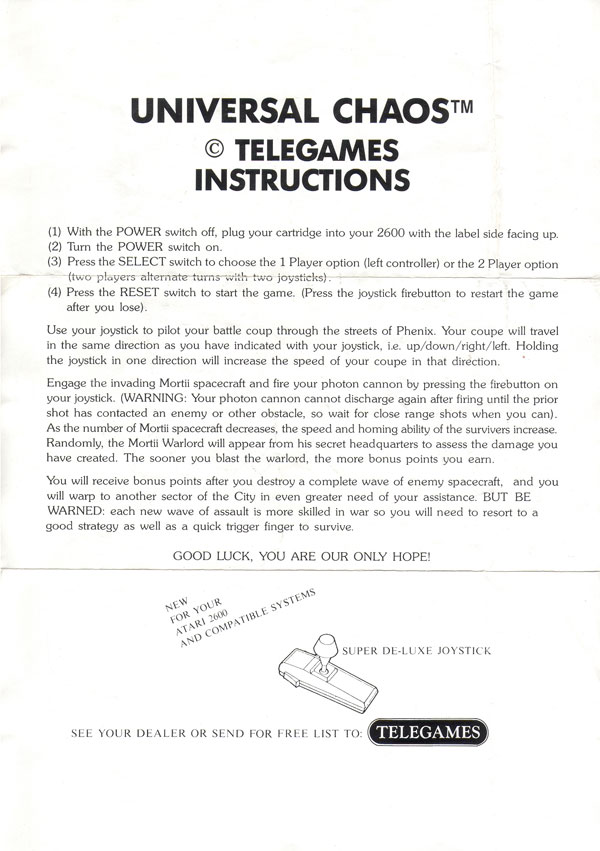 UNIVERSAL CHAOS™
© TELEGAMES
INSTRUCTIONS
(1) With the POWER switch off, plug your cartridge into your 2600 with the label side facing up.
(2) Turn the POWER switch on.
(3) Press the SELECT switch to choose the 1 Player option (left controller) or the 2 Player option
(two players alternate turns with two joysticks).
(4) Press the RESET switch to start the game. (Press the joystick firebutton to restart the game
after you lose).
Use your joystick to pilot your battle coup through the streets of Phenix. Your coupe will travel
in the same direction as you have indicated with your joystick, i.e. up/down/right/left. Holding
the joystick in one direction will increase the speed of your coupe in that direction.
Engage the invading Mortii spacecraft and fire your photon cannon by pressing the firebutton on
your joystick. (WARNING: Your photon cannot cannot discharge again after firing until the prior
shot has contacted an enemy or other obstacle, so wait for close range shots when you can).
As the number of Mortii spacecraft decreases, the speed and homing ability of the survivers increase.
Randomly, the Mortii Warlord will appear from his secret headquarters to assess the damage you
have created. The sooner you blast the warlord, the more bonus points you earn.
You will receive bonus points after you destroy a complete wave of enemy spacecraft, and you
will warp to another sector of the City in even greater need of your assistance. BUT BE
WARNED: each new wave of assault is more skilled in war so you will need to resort to a
good strategy as well as a quick trigger finger to survive.
GOOD LUCK, YOU ARE OUR ONLY HOPE!
NEW
FOR YOUR
ATARI 2600
AND COMPATIBLE SYSTEMS
SUPER DE-LUXE JOYSTICK
SEE YOUR DEALER OR SEND FOR FREE LIST TO: TELEGAMES